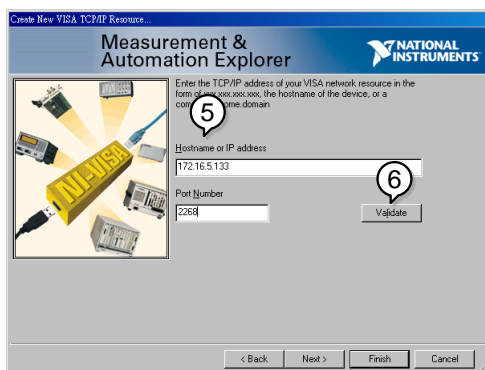 Create New VISA TCP/IP Resource...
Measurement &
Automation Explorer
NATIONAL
INSTRUMENTS
Enter the TCP/IP address of your VISA network resource in the
form of xxx.xxx.xxx.xxx, the hostname of the device, or a
some.domain
5
Hostname or IP address
172.16.5.133
6
Port Number
2268
Validate
NI-VISA
< Back
Next >
Finish
Cancel